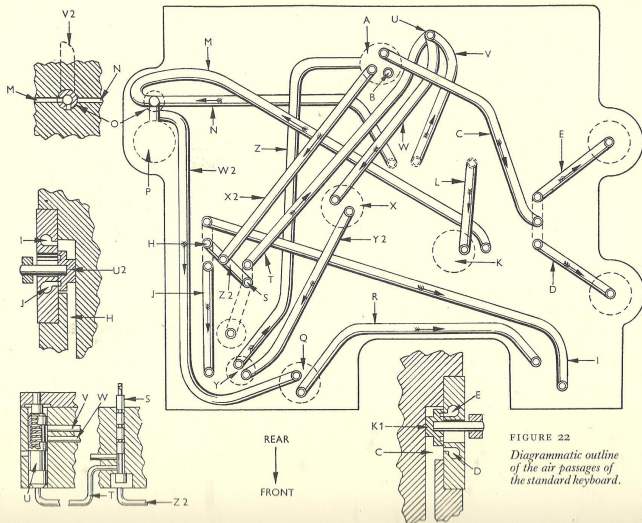 V2
M
N
O
P
A
U
M
V
B
N
Z
W
C
E
W2
L
X2
X
H
Y2
K
T
J
Z2
S
D
R
Q
Y
I
I
U2
J
H
V
W
S
U
T
Z2
REAR
FRONT
E
K1
C
D
FIGURE 22
Diagrammatic outline
of the air passages of
the standard keyboard.